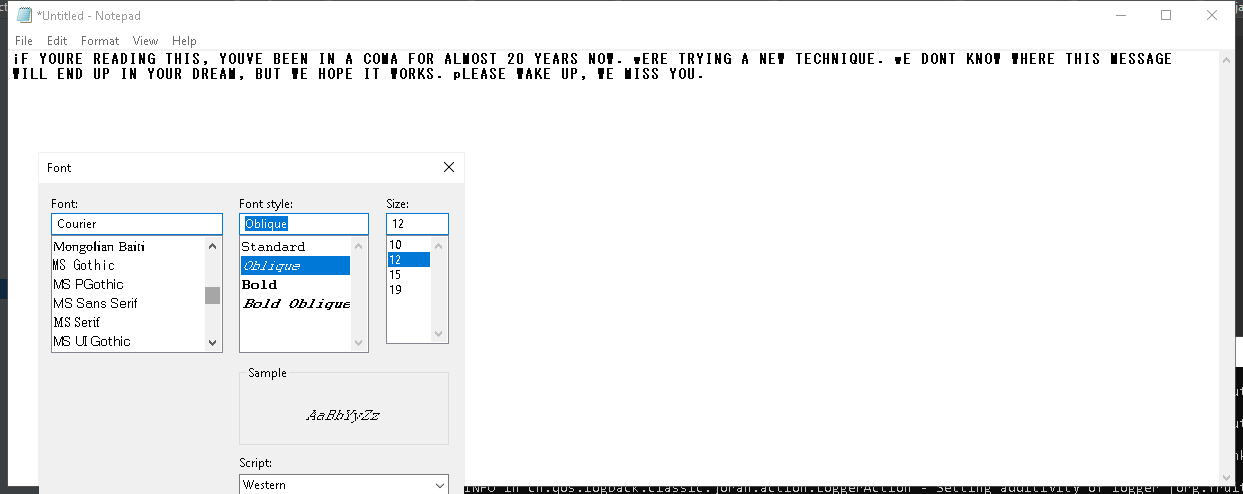 *Untitled - Notepad
File Edit Format View Help
iF YOURE READING THIS, YOUVE BEEN IN A COMA FOR ALMOST 20 YEARS NOW. wERE TRYING A NEW TECHNIQUE. wE DONT KNOW WHERE THIS MESSAGE
WILL END UP IN YOUR DREAM, BUT WE HOPE IT WORKS. pLEASE WAKE UP, WE MISS YOU.
Font
Font: Font style: Size:
Courier Oblique 12
Mongolian Baiti Standard 10
MS Gothic Oblique 12
MS PGothic Bold 15
MS Sans Serif Bold Oblique 19
MS Serif
MS UI Gothic
Sample
AaBbYyZz
Script:
Western
INFO in ch.qos.logback.classic.joran.action.LoggerAction - Setting additivity of logger